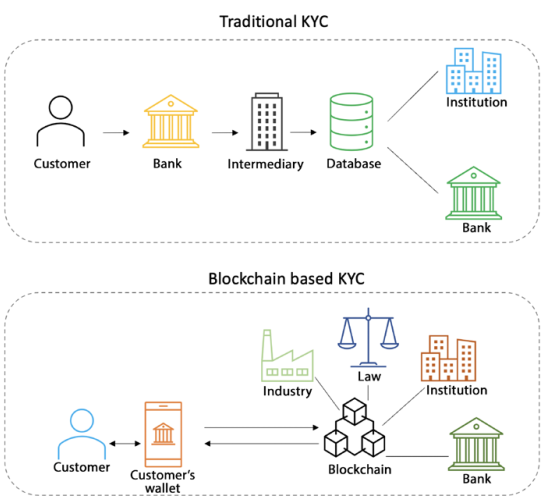 Traditional KYC
Institution
Customer
Bank
Intermediary
Database
Bank
Blockchain based KYC
Law
Industry
Institution
Customer
Customer's
wallet
Blockchain
Bank